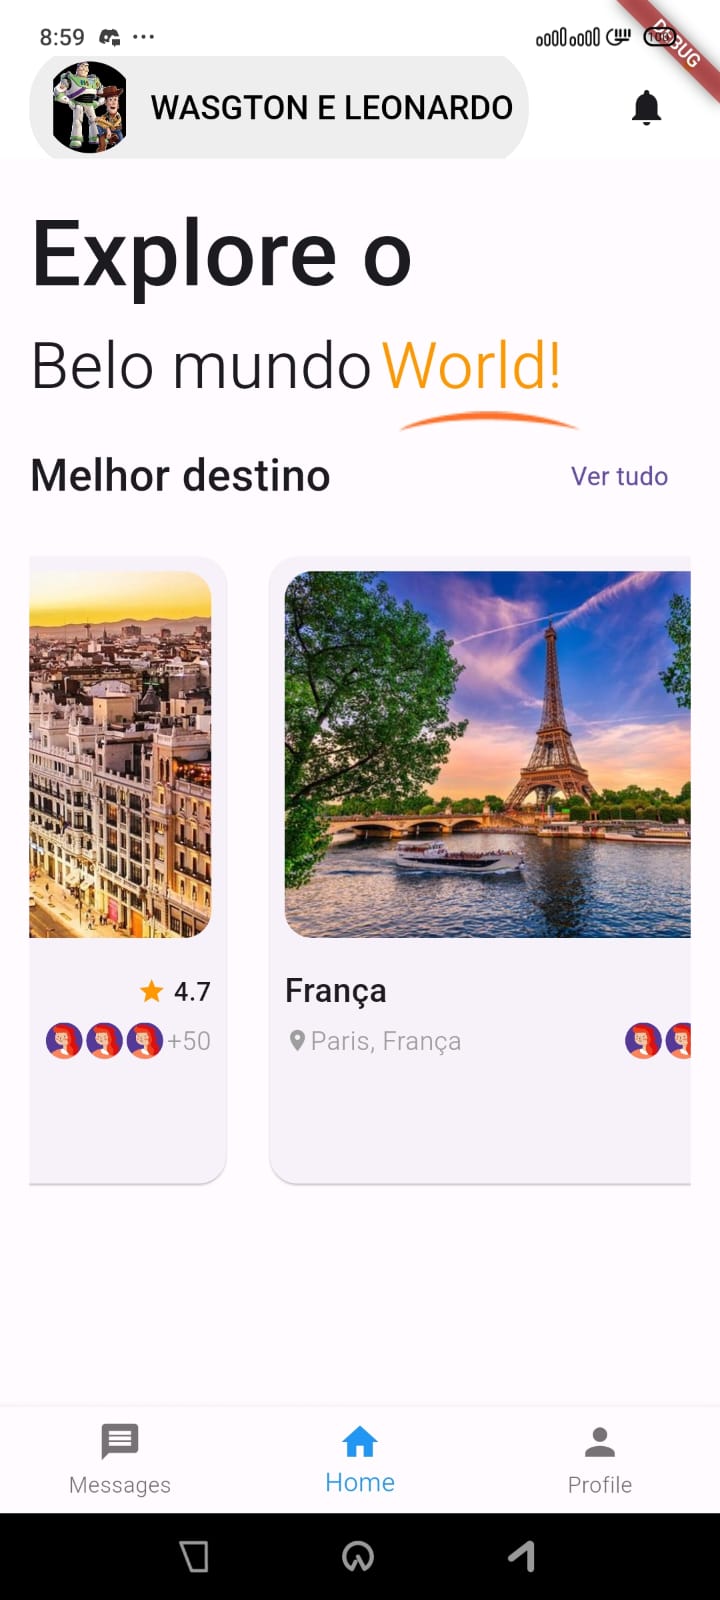 8:59
100
DEBUG
WASGTON E LEONARDO
Explore o
Belo mundo World!
Melhor destino
Ver tudo
4.7
+50
França
Paris, França
Messages
Home
Profile